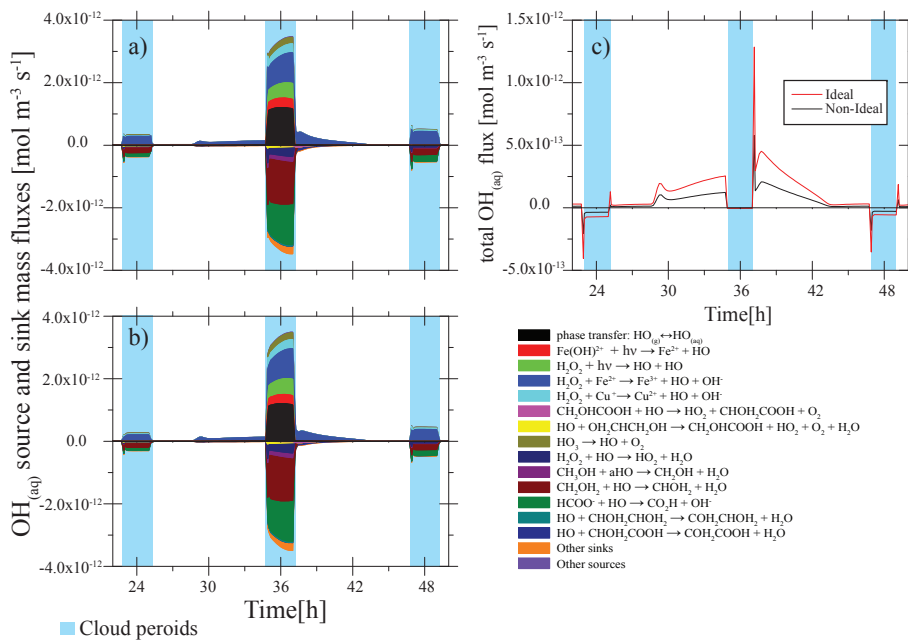 OH(aq) source and sink mass fluxes [mol m⁻³ s⁻¹]
a)
4.0x10⁻¹²
2.0x10⁻¹²
0.0
-2.0x10⁻¹²
4.0x10⁻¹²
b)
4.0x10⁻¹²
2.0x10⁻¹²
0.0
-2.0x10⁻¹²
-4.0x10⁻¹²
24 30 36 42 48
Time[h]
Cloud peroids
c)
total OH(aq) flux [mol m⁻³ s⁻¹]
1.5x10⁻¹²
1.0x10⁻¹²
5.0x10⁻¹³
0.0
-5.0x10⁻¹³
Ideal
Non-Ideal
24 30 36 42 48
Time[h]
phase transfer: HO(g)↔HO(aq)
Fe(OH)²⁺ + hν → Fe²⁺ + HO
H₂O₂ + hν → HO + HO
H₂O₂ + Fe²⁺ → Fe³⁺ + HO + OH⁻
H₂O₂ + Cu⁺ → Cu²⁺ + HO + OH⁻
CH₂OHCOOH + HO → HO₂ + CHOH₂COOH + O₂
HO + OH₂CHCH₂OH → CH₂OHCOOH + HO₂ + O₂ + H₂O
HO₃ → HO + O₂
H₂O₂ + HO → HO₂ + H₂O
CH₃OH + aHO → CH₂OH + H₂O
CH₂OH₂ + HO → CHOH₂ + H₂O
HCOO⁻ + HO → CO₂H + OH⁻
HO + CHOH₂CHOH₂ → COH₂CHOH₂ + H₂O
HO + CHOH₂COOH → COH₂COOH + H₂O
Other sinks
Other sources